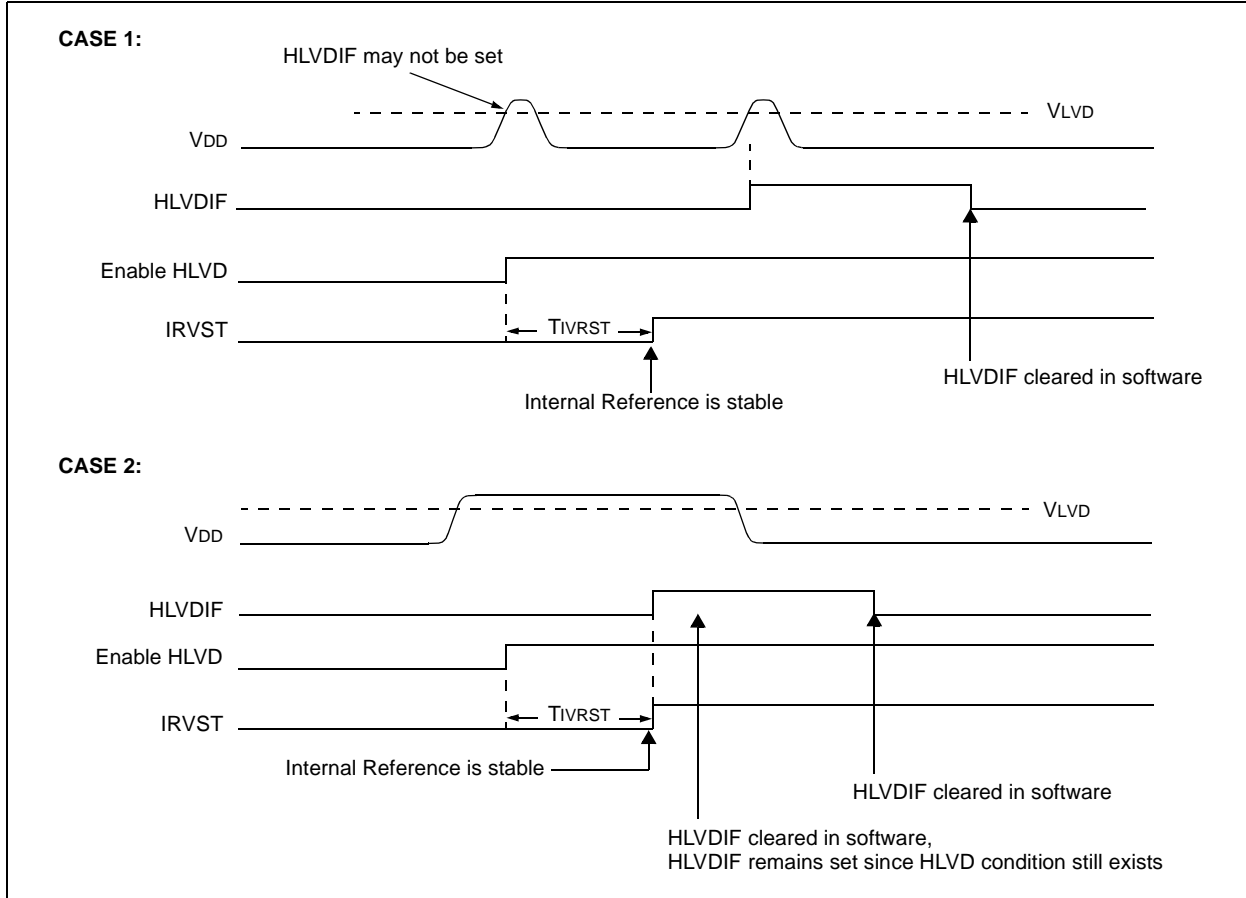 CASE 1:
HLVDIF may not be set
VLVD
VDD
HLVDIF
Enable HLVD
TIVRST
IRVST
HLVDIF cleared in software
Internal Reference is stable
CASE 2:
VLVD
VDD
HLVDIF
Enable HLVD
TIVRST
IRVST
Internal Reference is stable
HLVDIF cleared in software
HLVDIF cleared in software,
HLVDIF remains set since HLVD condition still exists